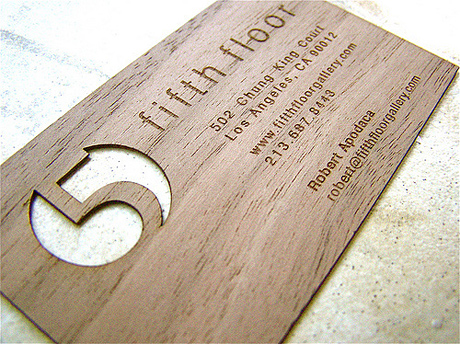 5
fifth floor
502 Chung King Court
Los Angeles, CA 90012
www.fifthfloorgallery.com
213.687.8443
Robert Apodaca
robert@fifthfloorgallery.com